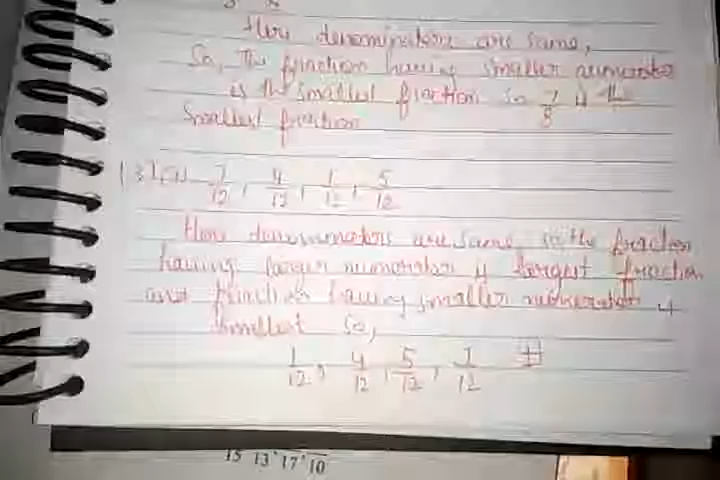 Here denominators are same,
So, the fraction having smaller numerator
is the smallest fraction so 7/8 is the
Smallest fraction
13) (i) 7/12, 4/12, 1/12, 5/12
Here denominators are same, so the fraction
having larger numerator is largest fraction
and fraction having smaller numerator is
smallest so,
1/12, 4/12, 5/12, 7/12
15 13 17 10